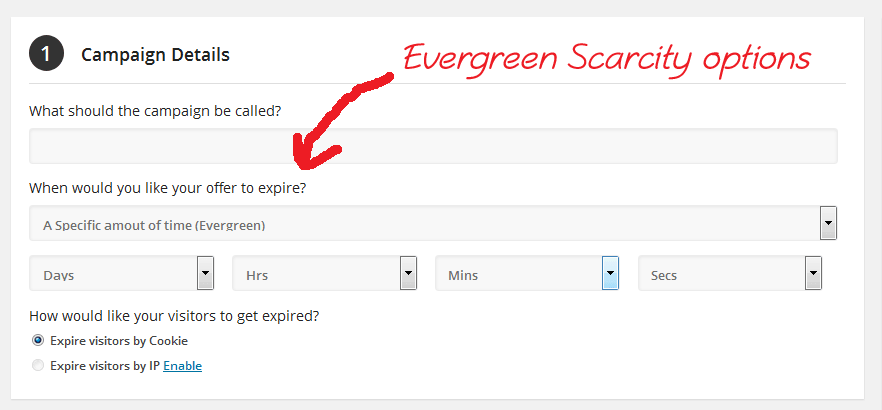 1 Campaign Details
Evergreen Scarcity options
What should the campaign be called?
When would you like your offer to expire?
A Specific amout of time (Evergreen)
Days Hrs Mins Secs
How would like your visitors to get expired?
Expire visitors by Cookie
Expire visitors by IP Enable